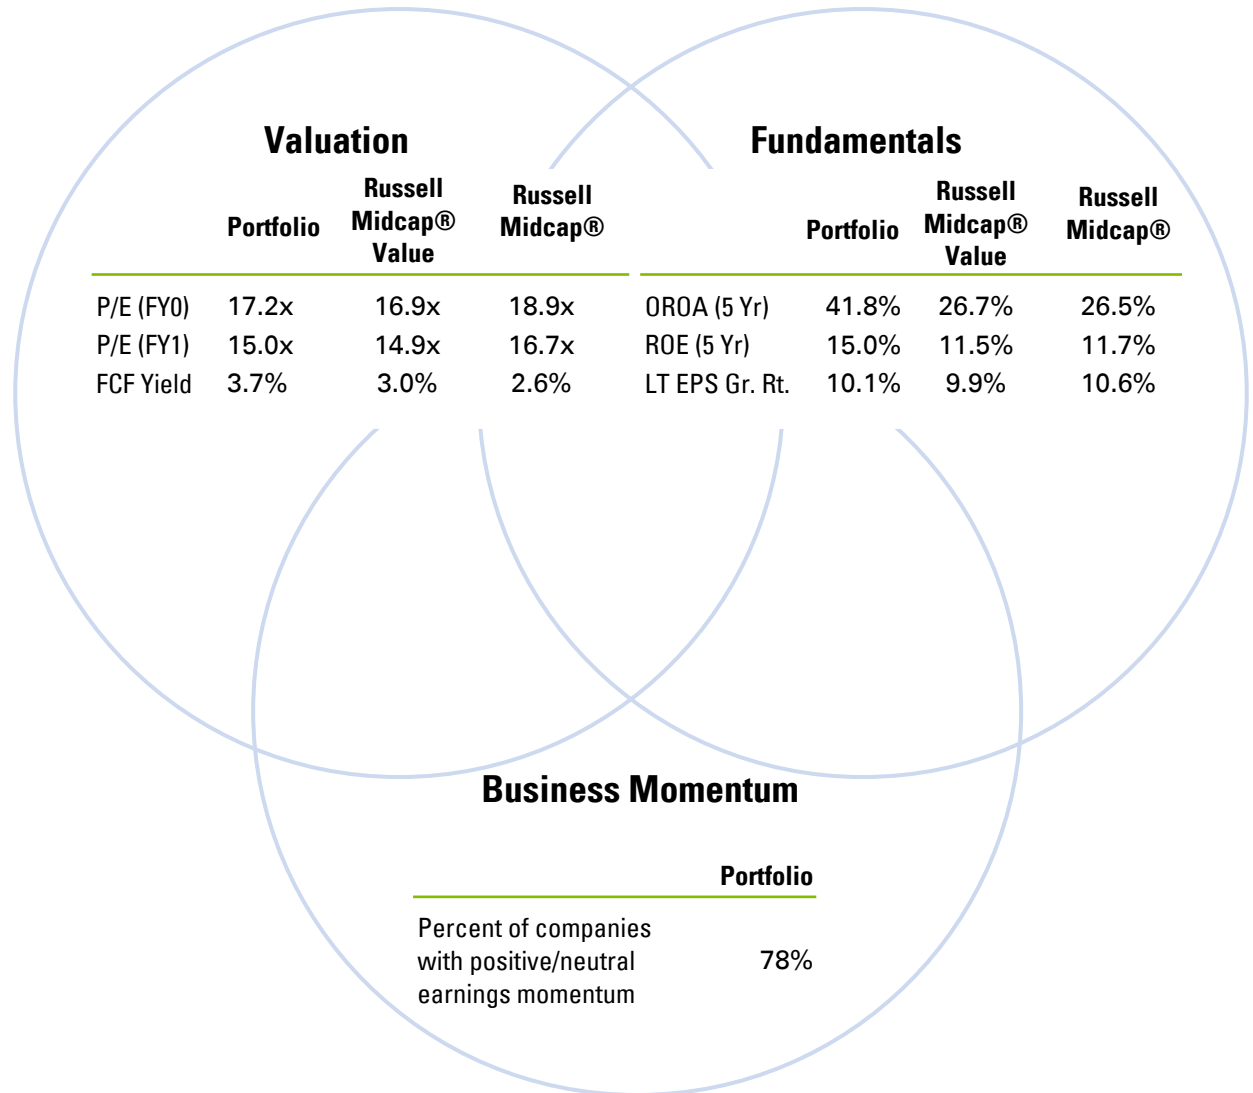 Valuation
Portfolio Russell Midcap® Value Russell Midcap®
P/E (FY0) 17.2x 16.9x 18.9x
P/E (FY1) 15.0x 14.9x 16.7x
FCF Yield 3.7% 3.0% 2.6%
Fundamentals
Portfolio Russell Midcap® Value Russell Midcap®
OROA (5 Yr) 41.8% 26.7% 26.5%
ROE (5 Yr) 15.0% 11.5% 11.7%
LT EPS Gr. Rt. 10.1% 9.9% 10.6%
Business Momentum
Portfolio
Percent of companies
with positive/neutral 78%
earnings momentum